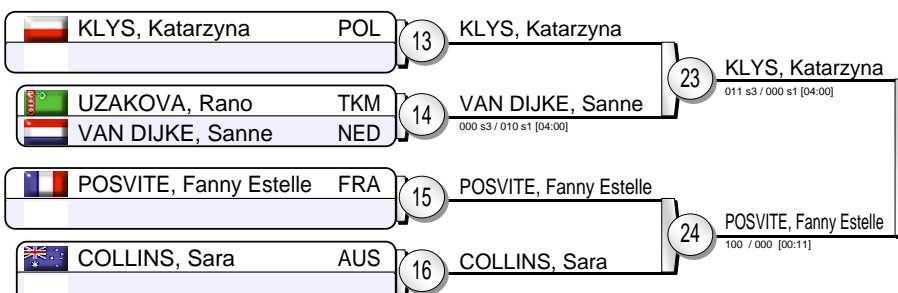 KLYS, Katarzyna POL
13
KLYS, Katarzyna
UZAKOVA, Rano TKM
VAN DIJKE, Sanne NED
14
VAN DIJKE, Sanne
000 s3 / 010 s1 [04:00]
23
KLYS, Katarzyna
011 s3 / 000 s1 [04:00]
POSVITE, Fanny Estelle FRA
15
POSVITE, Fanny Estelle
COLLINS, Sara AUS
16
COLLINS, Sara
24
POSVITE, Fanny Estelle
100 / 000 [00:11]